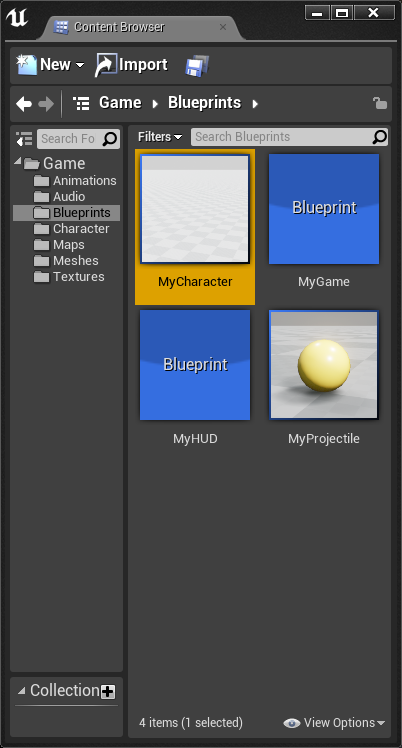 Content Browser
New Import
Game Blueprints
Search Fo
Filters Search Blueprints
Game
Animations
Audio
Blueprints
Character
Maps
Meshes
Textures
MyCharacter
Blueprint
MyGame
Blueprint
MyHUD
MyProjectile
Collection
4 items (1 selected) View Options